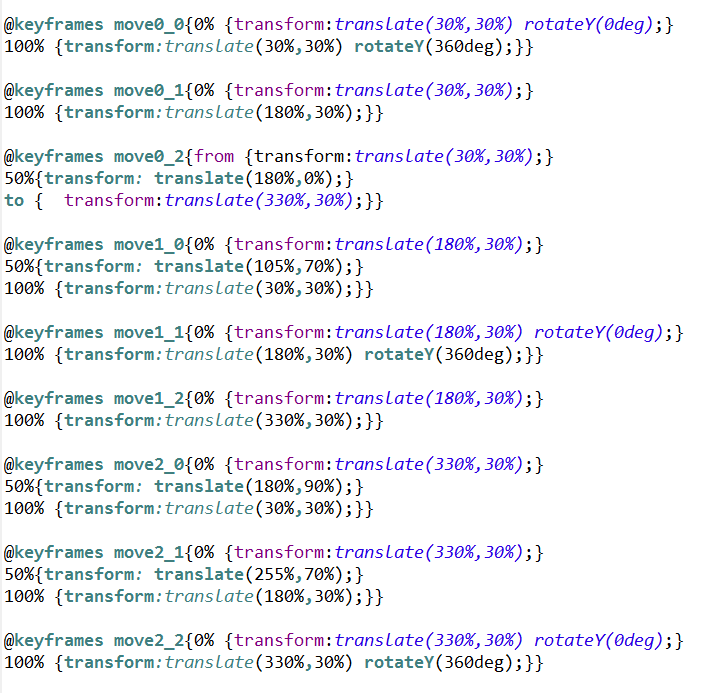 @keyframes move0_0{0% {transform:translate(30%,30%) rotateY(0deg);}
100% {transform:translate(30%,30%) rotateY(360deg);}}
@keyframes move0_1{0% {transform:translate(30%,30%);}
100% {transform:translate(180%,30%);}}
@keyframes move0_2{from {transform:translate(30%,30%);}
50%{transform: translate(180%,0%);}
to {  transform:translate(330%,30%);}}
@keyframes move1_0{0% {transform:translate(180%,30%);}
50%{transform: translate(105%,70%);}
100% {transform:translate(30%,30%);}}
@keyframes move1_1{0% {transform:translate(180%,30%) rotateY(0deg);}
100% {transform:translate(180%,30%) rotateY(360deg);}}
@keyframes move1_2{0% {transform:translate(180%,30%);}
100% {transform:translate(330%,30%);}}
@keyframes move2_0{0% {transform:translate(330%,30%);}
50%{transform: translate(180%,90%);}
100% {transform:translate(30%,30%);}}
@keyframes move2_1{0% {transform:translate(330%,30%);}
50%{transform: translate(255%,70%);}
100% {transform:translate(180%,30%);}}
@keyframes move2_2{0% {transform:translate(330%,30%) rotateY(0deg);}
100% {transform:translate(330%,30%) rotateY(360deg);}}